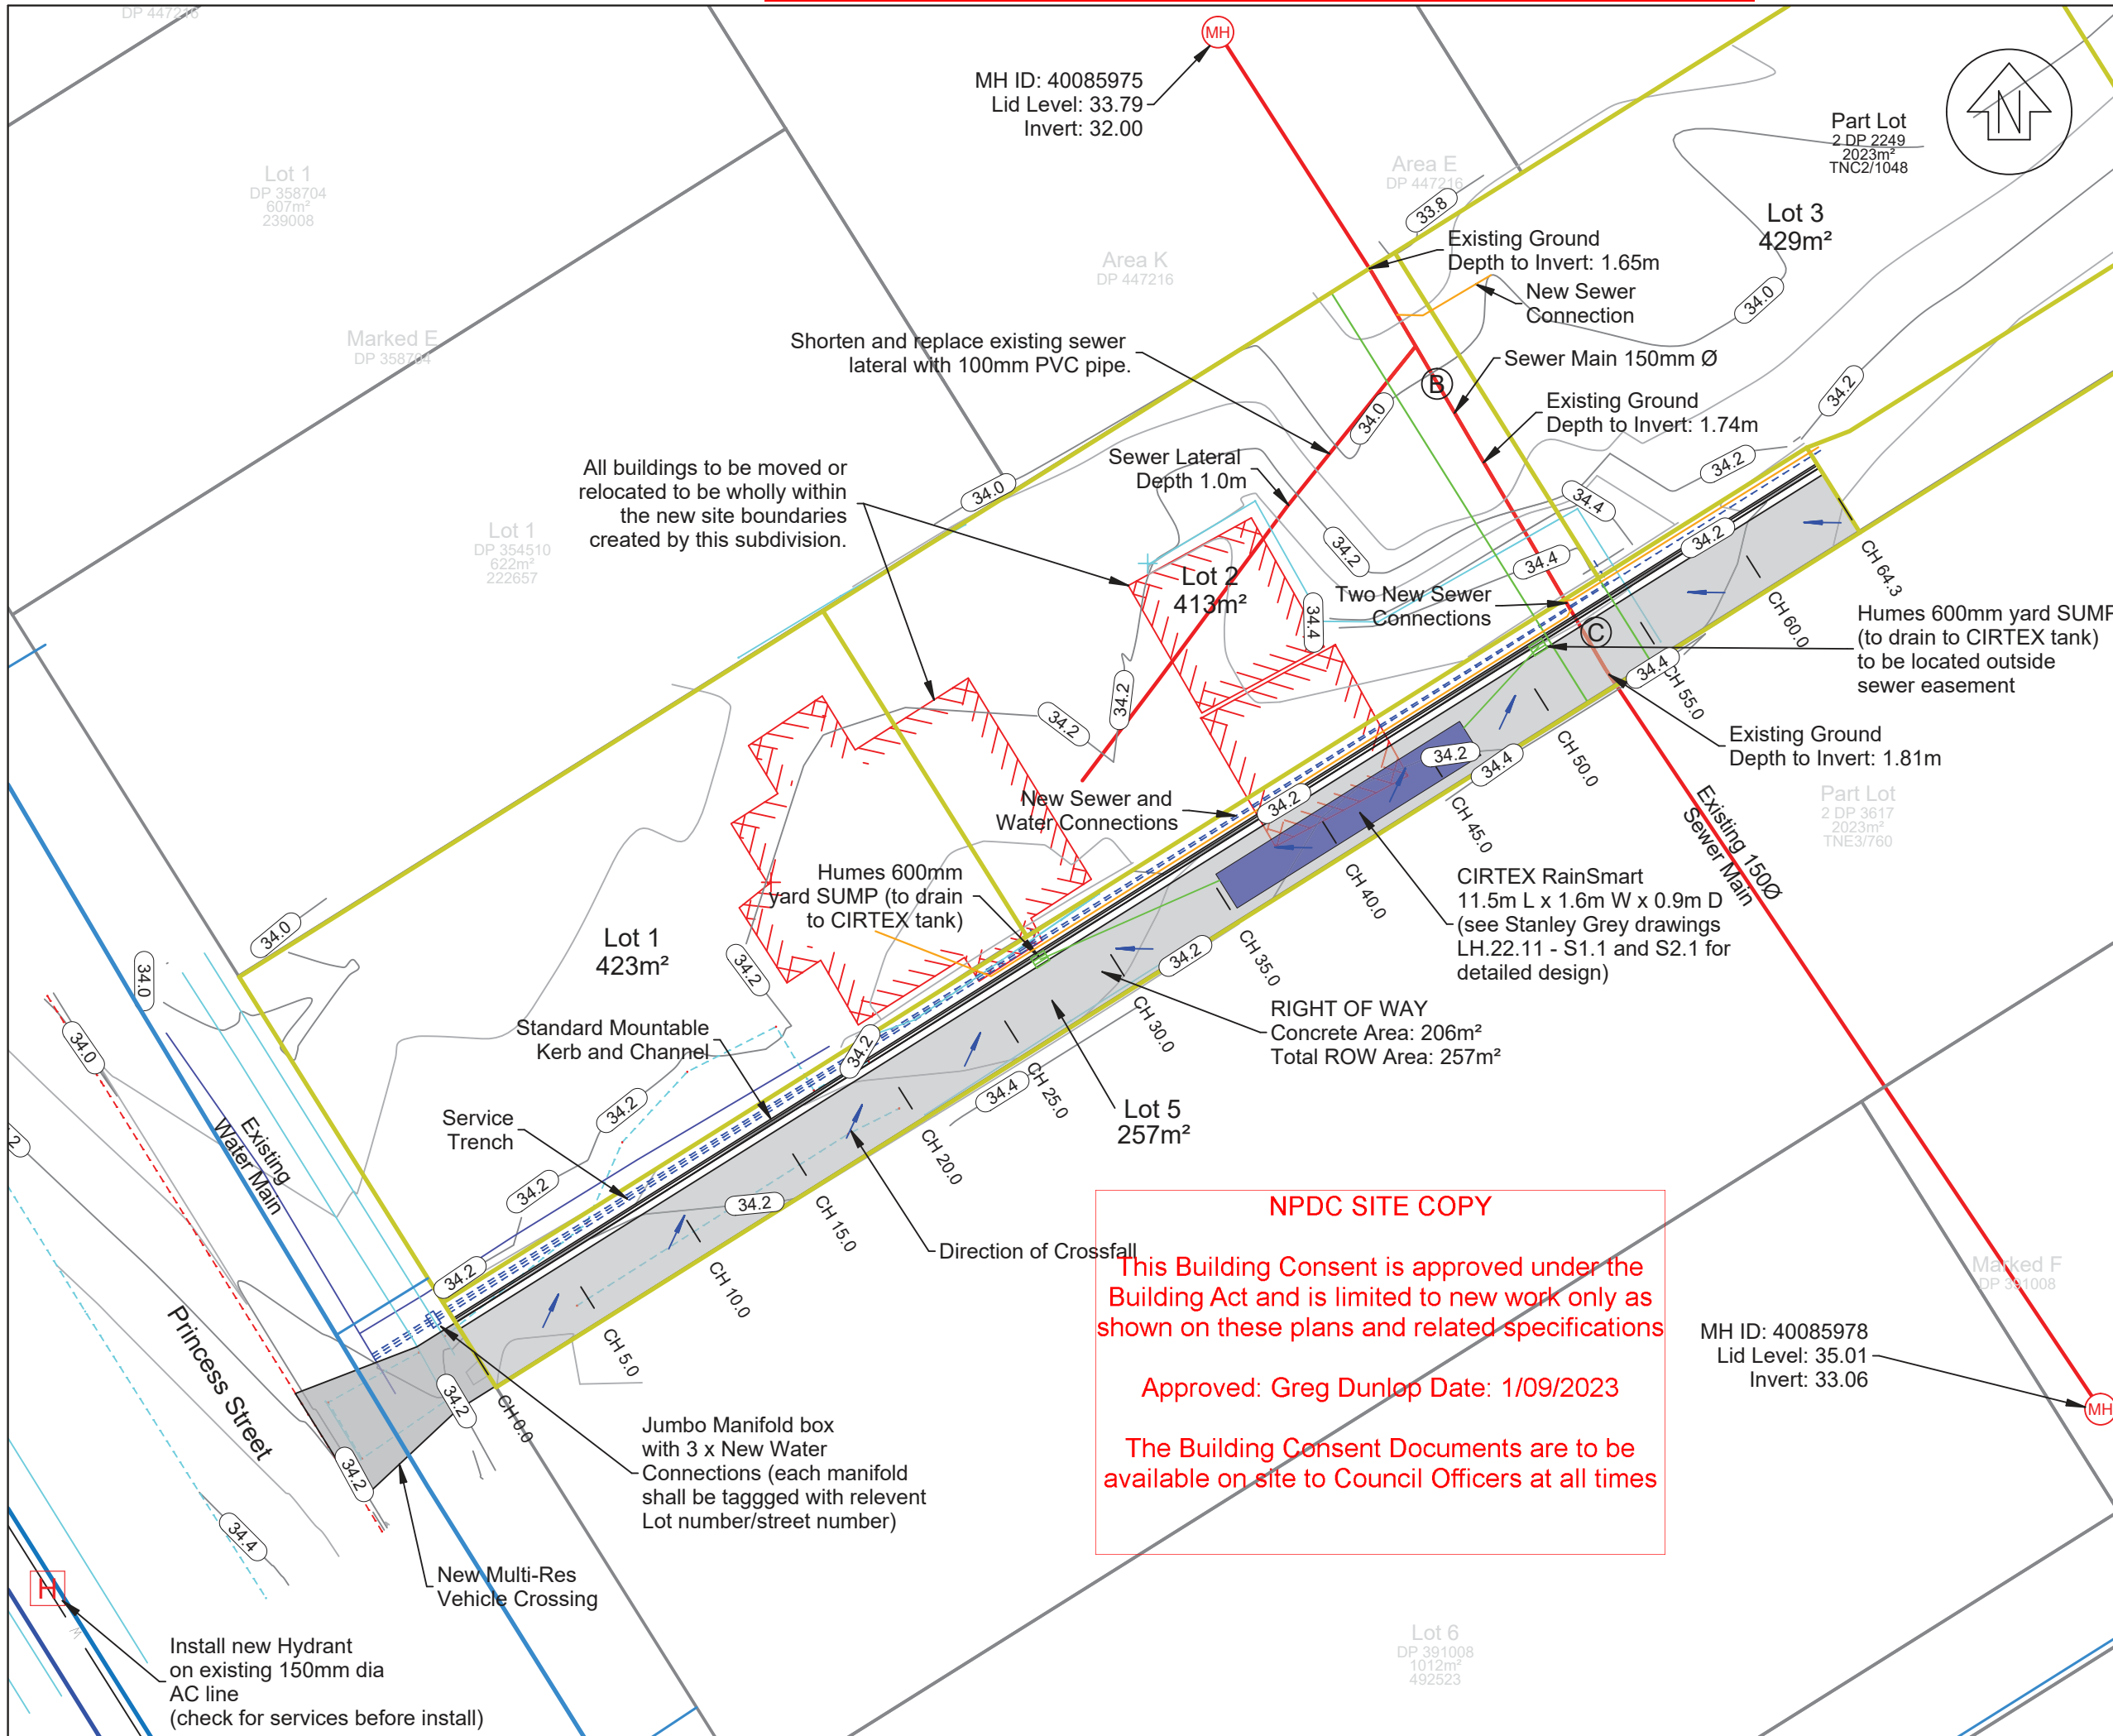 DP 447216
MH
MH ID: 40085975
Lid Level: 33.79
Invert: 32.00
N
Part Lot
2 DP 2249
2023m²
TNC2/1048
Lot 1
DP 358704
607m²
239008
Area E
DP 447216
33.8
Lot 3
429m²
Existing Ground
Depth to Invert: 1.65m
Area K
DP 447216
New Sewer
Connection
34.0
Marked E
DP 358704
Shorten and replace existing sewer
lateral with 100mm PVC pipe.
Sewer Main 150mm Ø
B
34.0
34.2
Existing Ground
Depth to Invert: 1.74m
Sewer Lateral
Depth 1.0m
34.2
All buildings to be moved or
relocated to be wholly within
the new site boundaries
created by this subdivision.
34.0
34.4
Lot 1
DP 354510
622m²
222657
34.2
34.2
34.4
CH 64.3
Lot 2
413m²
34.4
Two New Sewer
Connections
CH 60.0
Humes 600mm yard SUMP
(to drain to CIRTEX tank)
to be located outside
sewer easement
C
34.4
CH 55.0
34.2
34.2
Existing Ground
Depth to Invert: 1.81m
CH 50.0
34.2
34.4
New Sewer and
Water Connections
34.2
CH 45.0
Existing 150Ø
Sewer Main
Part Lot
2 DP 3617
2023m²
TNE3/760
CH 40.0
Humes 600mm
yard SUMP (to drain
to CIRTEX tank)
CIRTEX RainSmart
11.5m L x 1.6m W x 0.9m D
(see Stanley Grey drawings
LH.22.11 - S1.1 and S2.1 for
detailed design)
34.0
Lot 1
423m²
34.2
34.2
CH 35.0
34.0
CH 30.0
RIGHT OF WAY
Concrete Area: 206m²
Total ROW Area: 257m²
34.0
Standard Mountable
Kerb and Channel
34.2
CH 25.0
34.4
34.2
Lot 5
257m²
Service
Trench
Existing
Water Main
CH 20.0
34.2
34.2
CH 15.0
NPDC SITE COPY
Direction of Crossfall
This Building Consent is approved under the
Building Act and is limited to new work only as
shown on these plans and related specifications
Approved: Greg Dunlop Date: 1/09/2023
The Building Consent Documents are to be
available on site to Council Officers at all times
34.2
CH 10.0
Marked F
DP 391008
Princess Street
CH 5.0
MH ID: 40085978
Lid Level: 35.01
Invert: 33.06
MH
34.2
CH 0.0
Jumbo Manifold box
with 3 x New Water
Connections (each manifold
shall be taggged with relevent
Lot number/street number)
34.2
34.4
New Multi-Res
Vehicle Crossing
H
W
Install new Hydrant
on existing 150mm dia
AC line
(check for services before install)
Lot 6
DP 391008
1012m²
492523